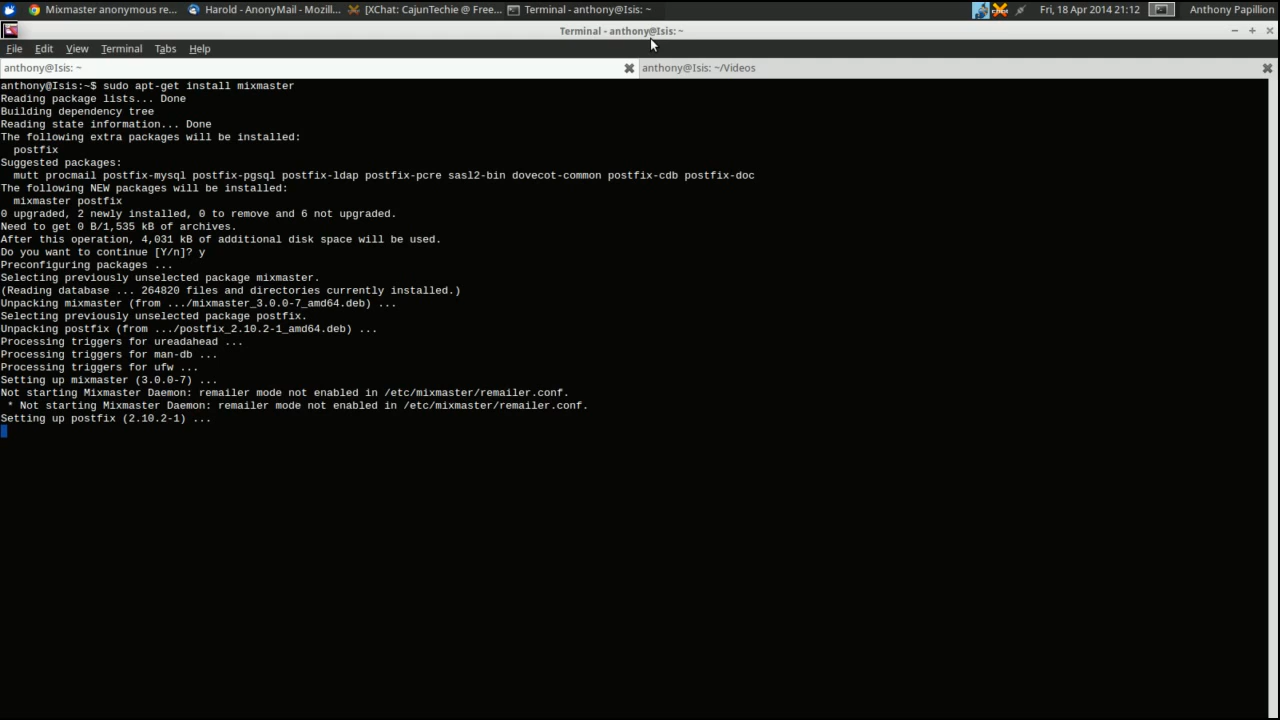 Mixmaster anonymous re... Harold - AnonyMail - Mozill... [XChat: CajunTechie @ Free... Terminal - anthony@Isis: ~ Fri, 18 Apr 2014 21:12 Anthony Papillion
Terminal - anthony@Isis: ~
File Edit View Terminal Tabs Help
anthony@Isis: ~ anthony@Isis: ~/Videos
anthony@Isis:~$ sudo apt-get install mixmaster
Reading package lists... Done
Building dependency tree
Reading state information... Done
The following extra packages will be installed:
  postfix
Suggested packages:
  mutt procmail postfix-mysql postfix-pgsql postfix-ldap postfix-pcre sasl2-bin dovecot-common postfix-cdb postfix-doc
The following NEW packages will be installed:
  mixmaster postfix
0 upgraded, 2 newly installed, 0 to remove and 6 not upgraded.
Need to get 0 B/1,535 kB of archives.
After this operation, 4,031 kB of additional disk space will be used.
Do you want to continue [Y/n]? y
Preconfiguring packages ...
Selecting previously unselected package mixmaster.
(Reading database ... 264820 files and directories currently installed.)
Unpacking mixmaster (from .../mixmaster_3.0.0-7_amd64.deb) ...
Selecting previously unselected package postfix.
Unpacking postfix (from .../postfix_2.10.2-1_amd64.deb) ...
Processing triggers for ureadahead ...
Processing triggers for man-db ...
Processing triggers for ufw ...
Setting up mixmaster (3.0.0-7) ...
Not starting Mixmaster Daemon: remailer mode not enabled in /etc/mixmaster/remailer.conf.
 * Not starting Mixmaster Daemon: remailer mode not enabled in /etc/mixmaster/remailer.conf.
Setting up postfix (2.10.2-1) ...